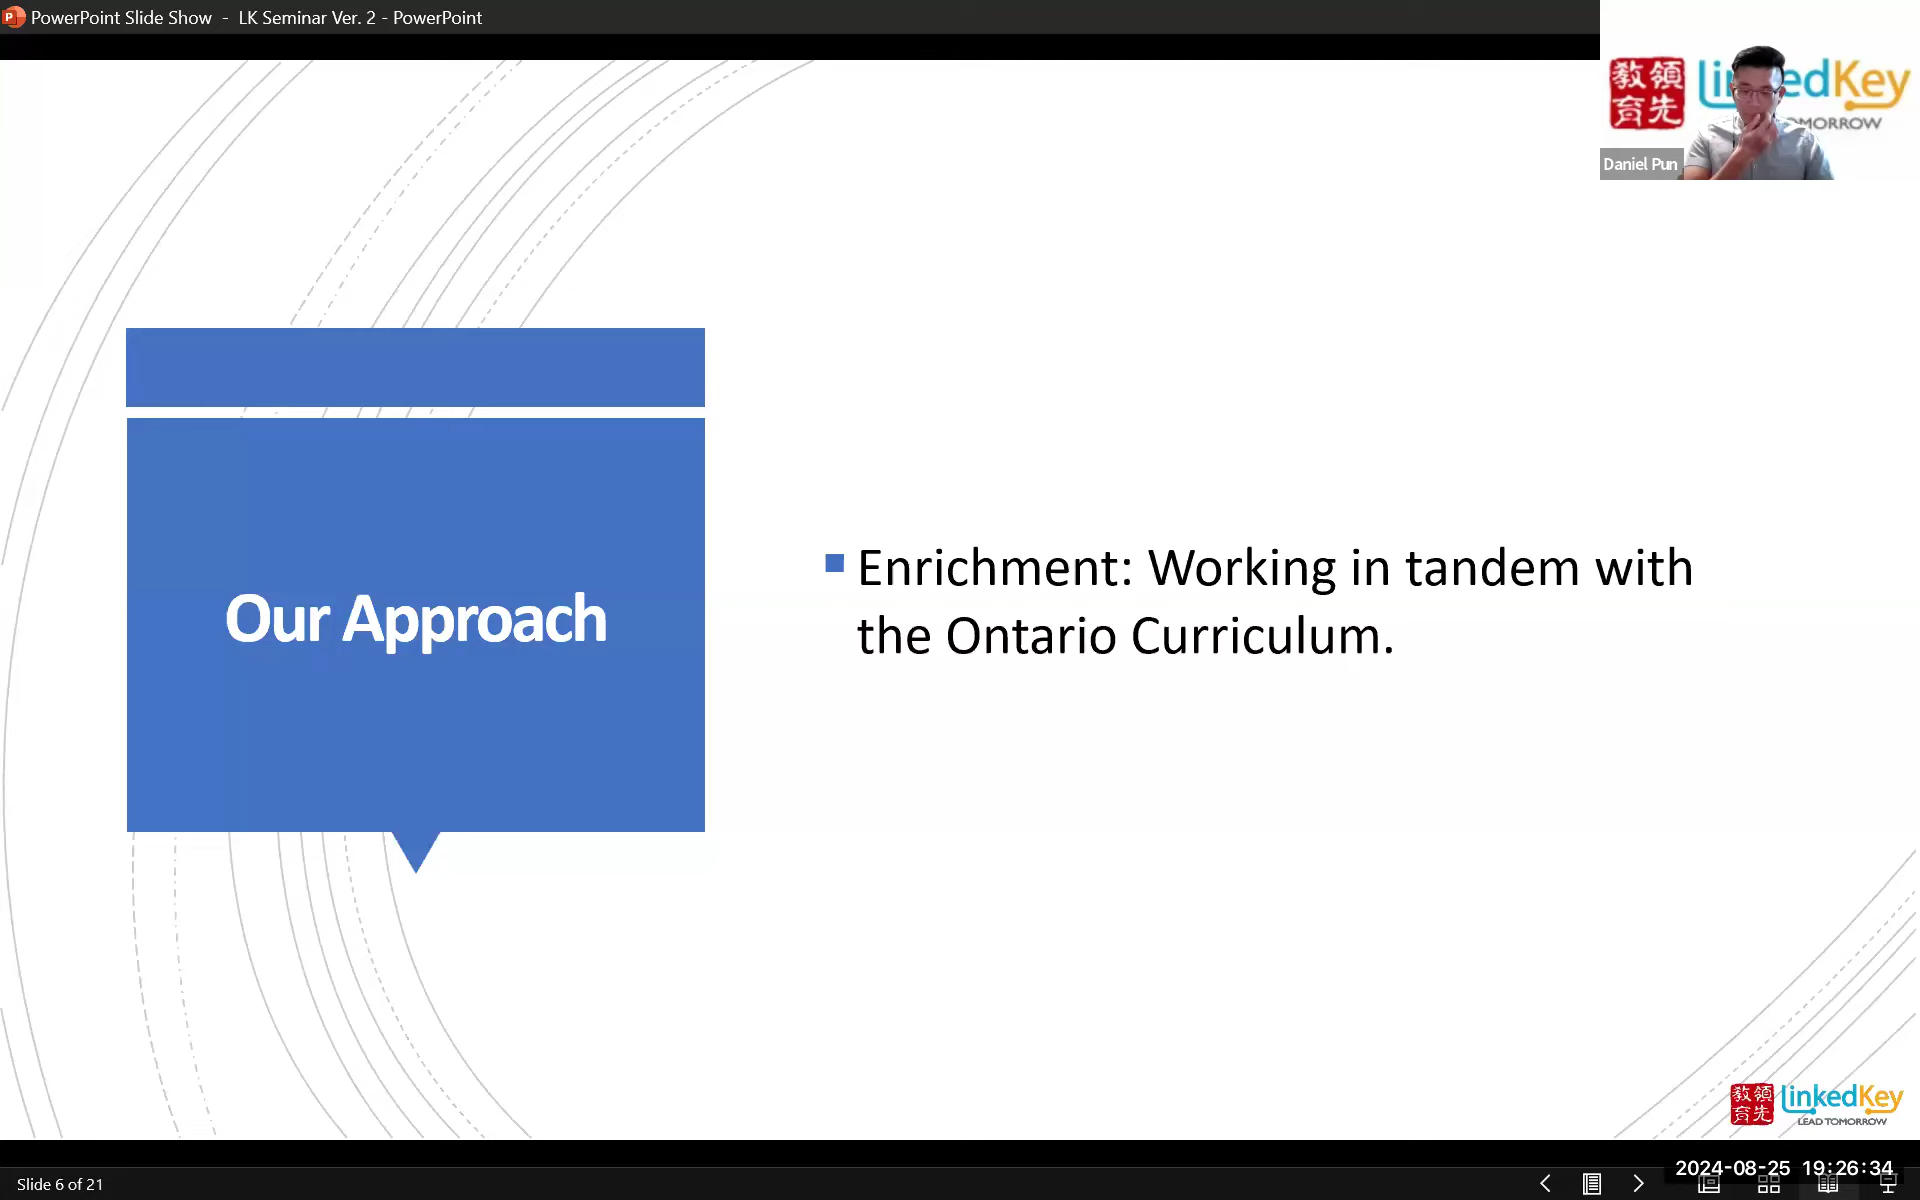 PowerPoint Slide Show - LK Seminar Ver. 2 - PowerPoint
教領
育先
edKey
TOMORROW
Daniel Pun
Our Approach
Enrichment: Working in tandem with
the Ontario Curriculum.
教領
育先
LinkedKey
LEAD TOMORROW
2024-08-25 19:26:34
Slide 6 of 21